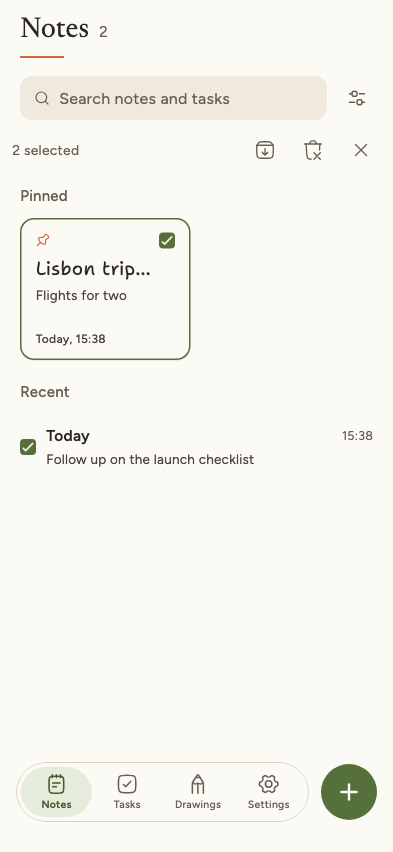 Notes 2
Search notes and tasks
2 selected
Pinned
Lisbon trip...
Flights for two
Today, 15:38
Recent
Today 15:38
Follow up on the launch checklist
Notes Tasks Drawings Settings